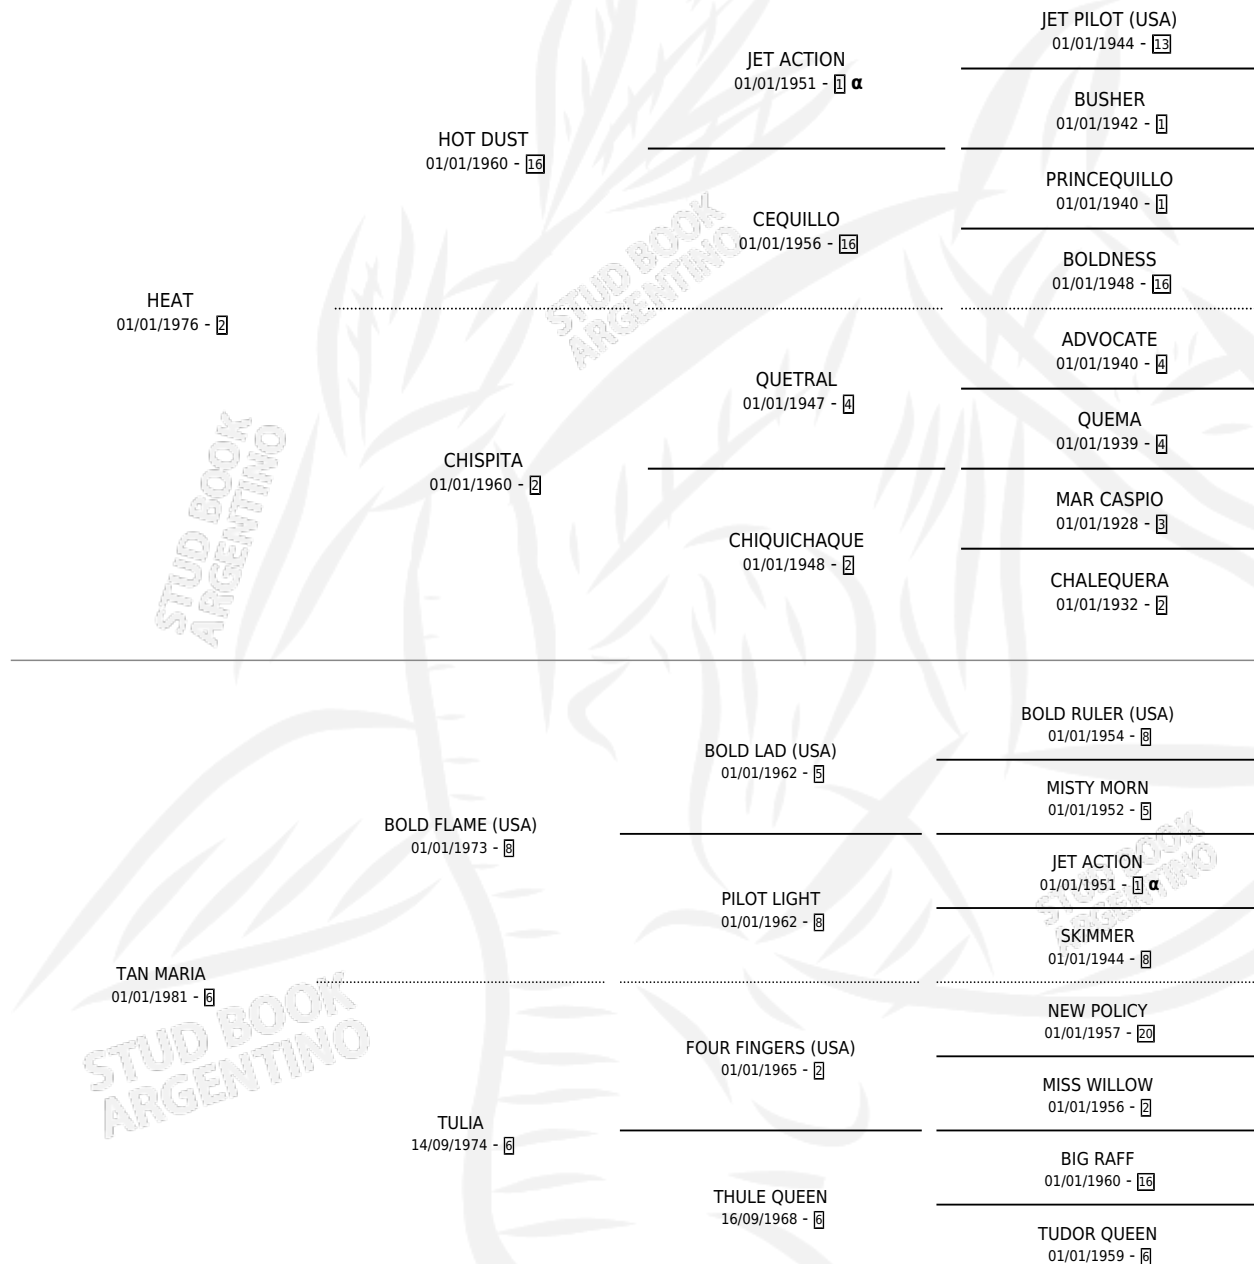 JET PILOT (USA)
01/01/1944 - 13
JET ACTION
01/01/1951 - 1 α
BUSHER
01/01/1942 - 1
HOT DUST
01/01/1960 - 16
PRINCEQUILLO
01/01/1940 - 1
CEQUILLO
01/01/1956 - 16
BOLDNESS
01/01/1948 - 16
HEAT
01/01/1976 - 2
STUD BOOK
ARGENTINO
ADVOCATE
01/01/1940 - 4
QUETRAL
01/01/1947 - 4
QUEMA
01/01/1939 - 4
CHISPITA
01/01/1960 - 2
MAR CASPIO
01/01/1928 - 3
CHIQUICHAQUE
01/01/1948 - 2
CHALEQUERA
01/01/1932 - 2
STUD BOOK
ARGENTINO
BOLD RULER (USA)
01/01/1954 - 8
BOLD LAD (USA)
01/01/1962 - 5
MISTY MORN
01/01/1952 - 5
BOLD FLAME (USA)
01/01/1973 - 8
JET ACTION
01/01/1951 - 1 α
STUD BOOK
ARGENTINO
PILOT LIGHT
01/01/1962 - 8
SKIMMER
01/01/1944 - 8
TAN MARIA
01/01/1981 - 6
STUD BOOK
ARGENTINO
NEW POLICY
01/01/1957 - 20
FOUR FINGERS (USA)
01/01/1965 - 2
MISS WILLOW
01/01/1956 - 2
TULIA
14/09/1974 - 6
BIG RAFF
01/01/1960 - 16
THULE QUEEN
16/09/1968 - 6
TUDOR QUEEN
01/01/1959 - 6